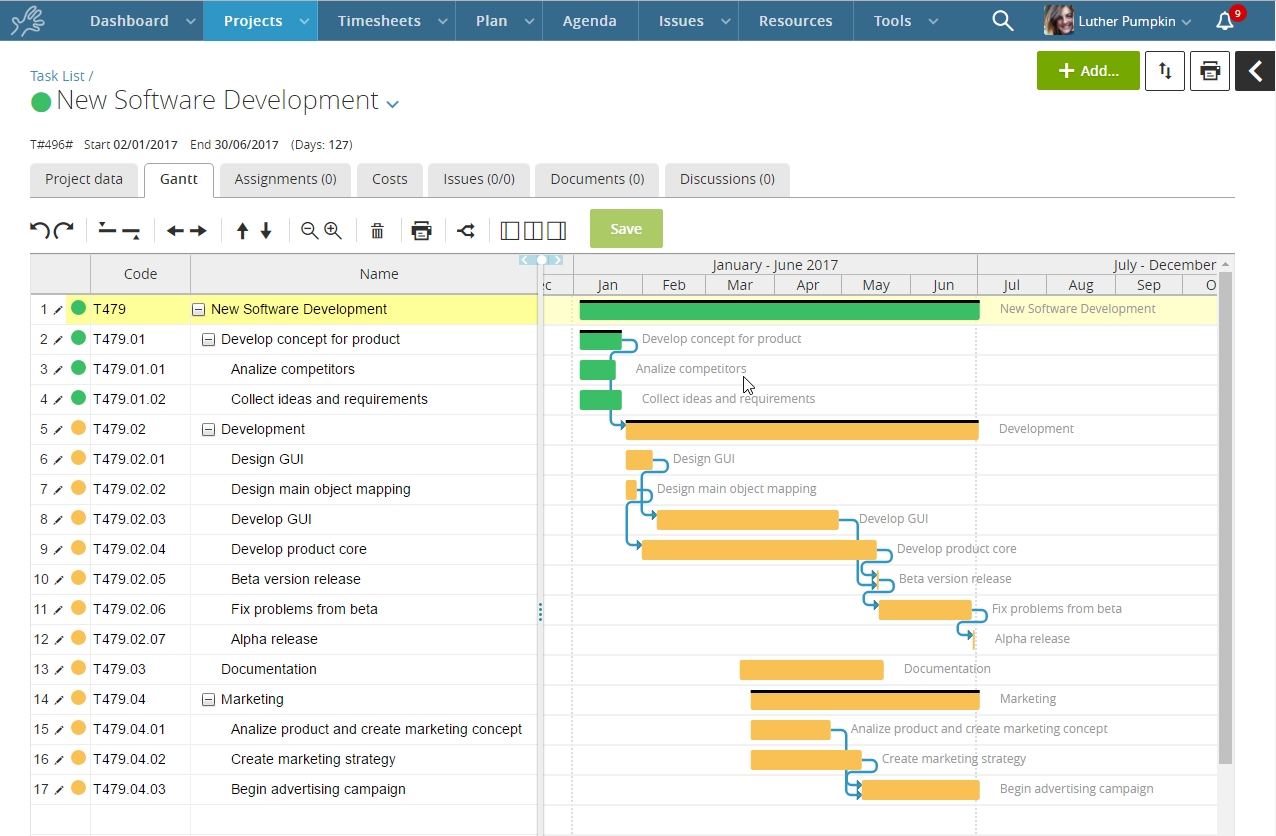 Dashboard Projects Timesheets Plan Agenda Issues Resources Tools Luther Pumpkin 9
Task List /
Add...
New Software Development
T#496# Start 02/01/2017 End 30/06/2017 (Days: 127)
Project data Gantt Assignments (0) Costs Issues (0/0) Documents (0) Discussions (0)
Save
Code Name
January - June 2017 July - December
c Jan Feb Mar Apr May Jun Jul Aug Sep O
1 T479 New Software Development New Software Development
2 T479.01 Develop concept for product Develop concept for product
3 T479.01.01 Analize competitors Analize competitors
4 T479.01.02 Collect ideas and requirements Collect ideas and requirements
5 T479.02 Development Development
6 T479.02.01 Design GUI Design GUI
7 T479.02.02 Design main object mapping Design main object mapping
8 T479.02.03 Develop GUI Develop GUI
9 T479.02.04 Develop product core Develop product core
10 T479.02.05 Beta version release Beta version release
11 T479.02.06 Fix problems from beta Fix problems from beta
12 T479.02.07 Alpha release Alpha release
13 T479.03 Documentation Documentation
14 T479.04 Marketing Marketing
15 T479.04.01 Analize product and create marketing concept Analize product and create marketing concept
16 T479.04.02 Create marketing strategy Create marketing strategy
17 T479.04.03 Begin advertising campaign Begin advertising campaign